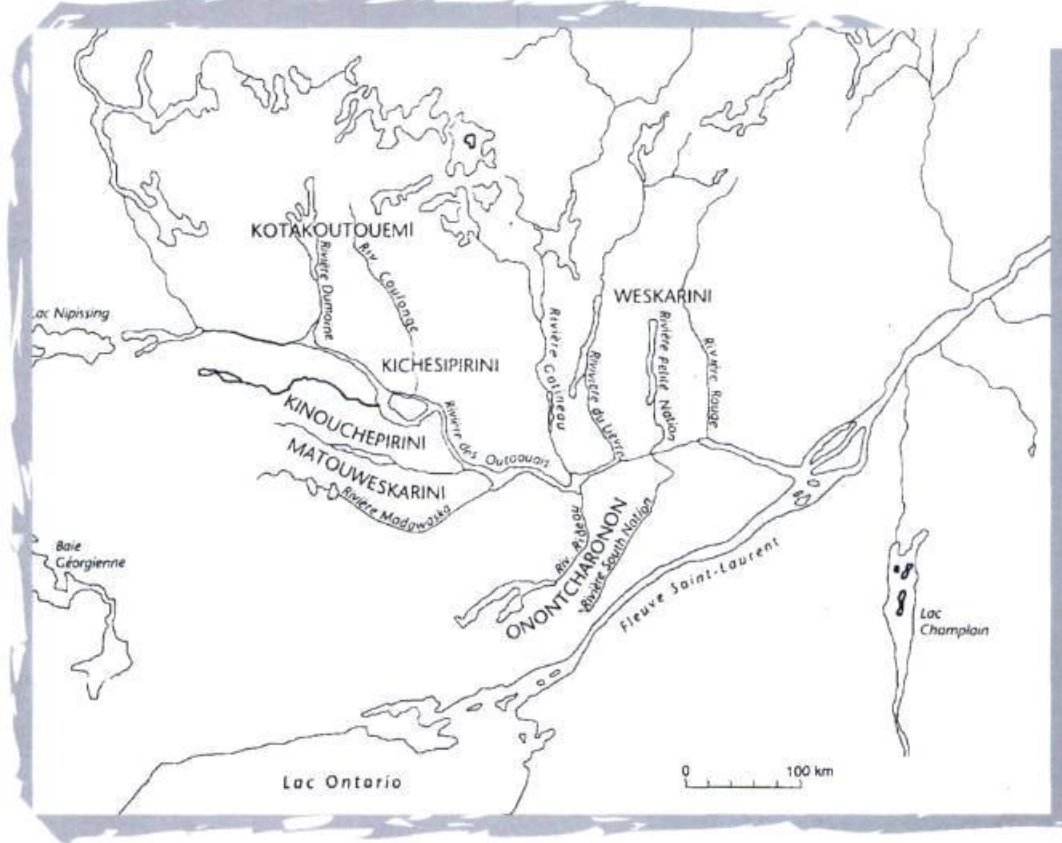 KOTAKOUTOUEMI
Rivière Dumoine
Riv. Coulonge
Lac Nipissing
WESKARINI
Rivière Gatineau
Rivivière du Lièvre
Rivière Petite Nation
Rivière Rouge
KICHESIPIRINI
KINOUCHEPIRINI
Rivière des Outaouais
MATOUWESKARINI
Rivière Madawaska
Baie
Géorgienne
Riv. Rideau
ONONTCHARONON
Rivière South Nation
Fleuve Saint-Laurent
Lac
Champlain
Lac Ontario
0 100 km